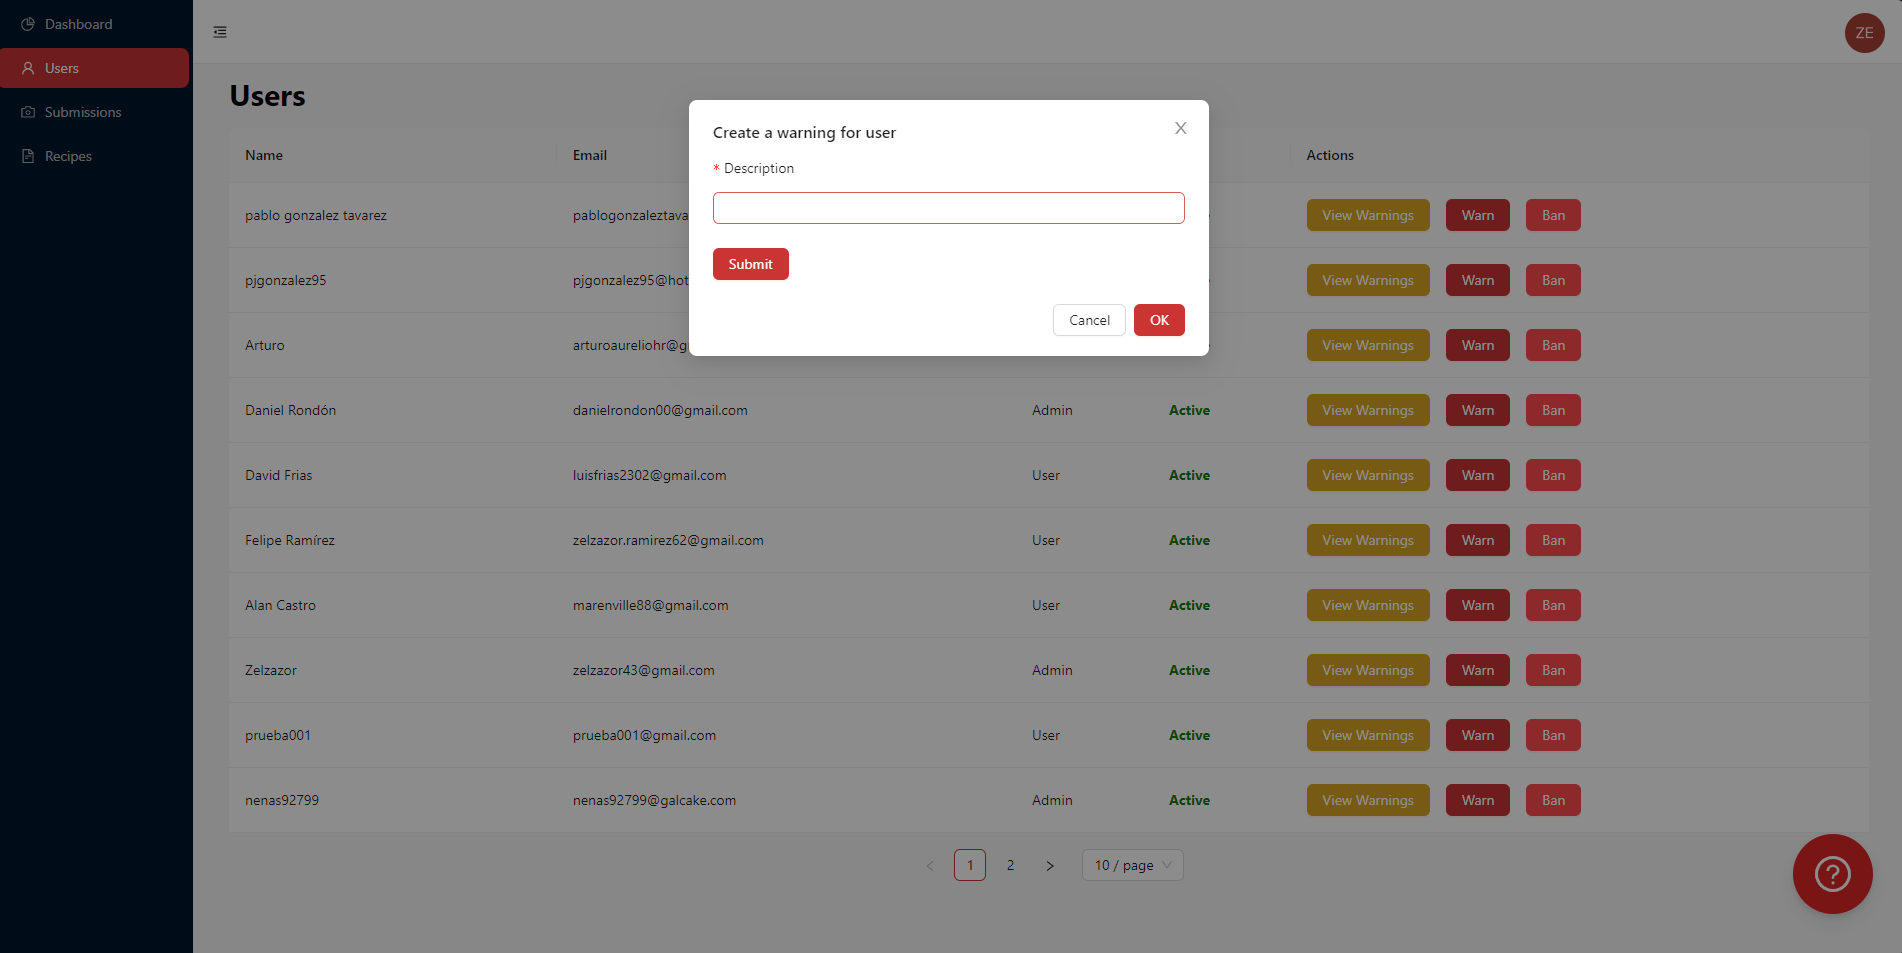 Dashboard
Users
Submissions
Recipes
ZE
Users
Name Email Actions
Create a warning for user
* Description
Submit
Cancel OK
pablo gonzalez tavarez pablogonzaleztava View Warnings Warn Ban
pjgonzalez95 pjgonzalez95@hot View Warnings Warn Ban
Arturo arturoaureliohr@g View Warnings Warn Ban
Daniel Rondón danielrondon00@gmail.com Admin Active View Warnings Warn Ban
David Frias luisfrias2302@gmail.com User Active View Warnings Warn Ban
Felipe Ramírez zelzazor.ramirez62@gmail.com User Active View Warnings Warn Ban
Alan Castro marenville88@gmail.com User Active View Warnings Warn Ban
Zelzazor zelzazor43@gmail.com Admin Active View Warnings Warn Ban
prueba001 prueba001@gmail.com User Active View Warnings Warn Ban
nenas92799 nenas92799@galcake.com Admin Active View Warnings Warn Ban
< 1 2 > 10 / page
?